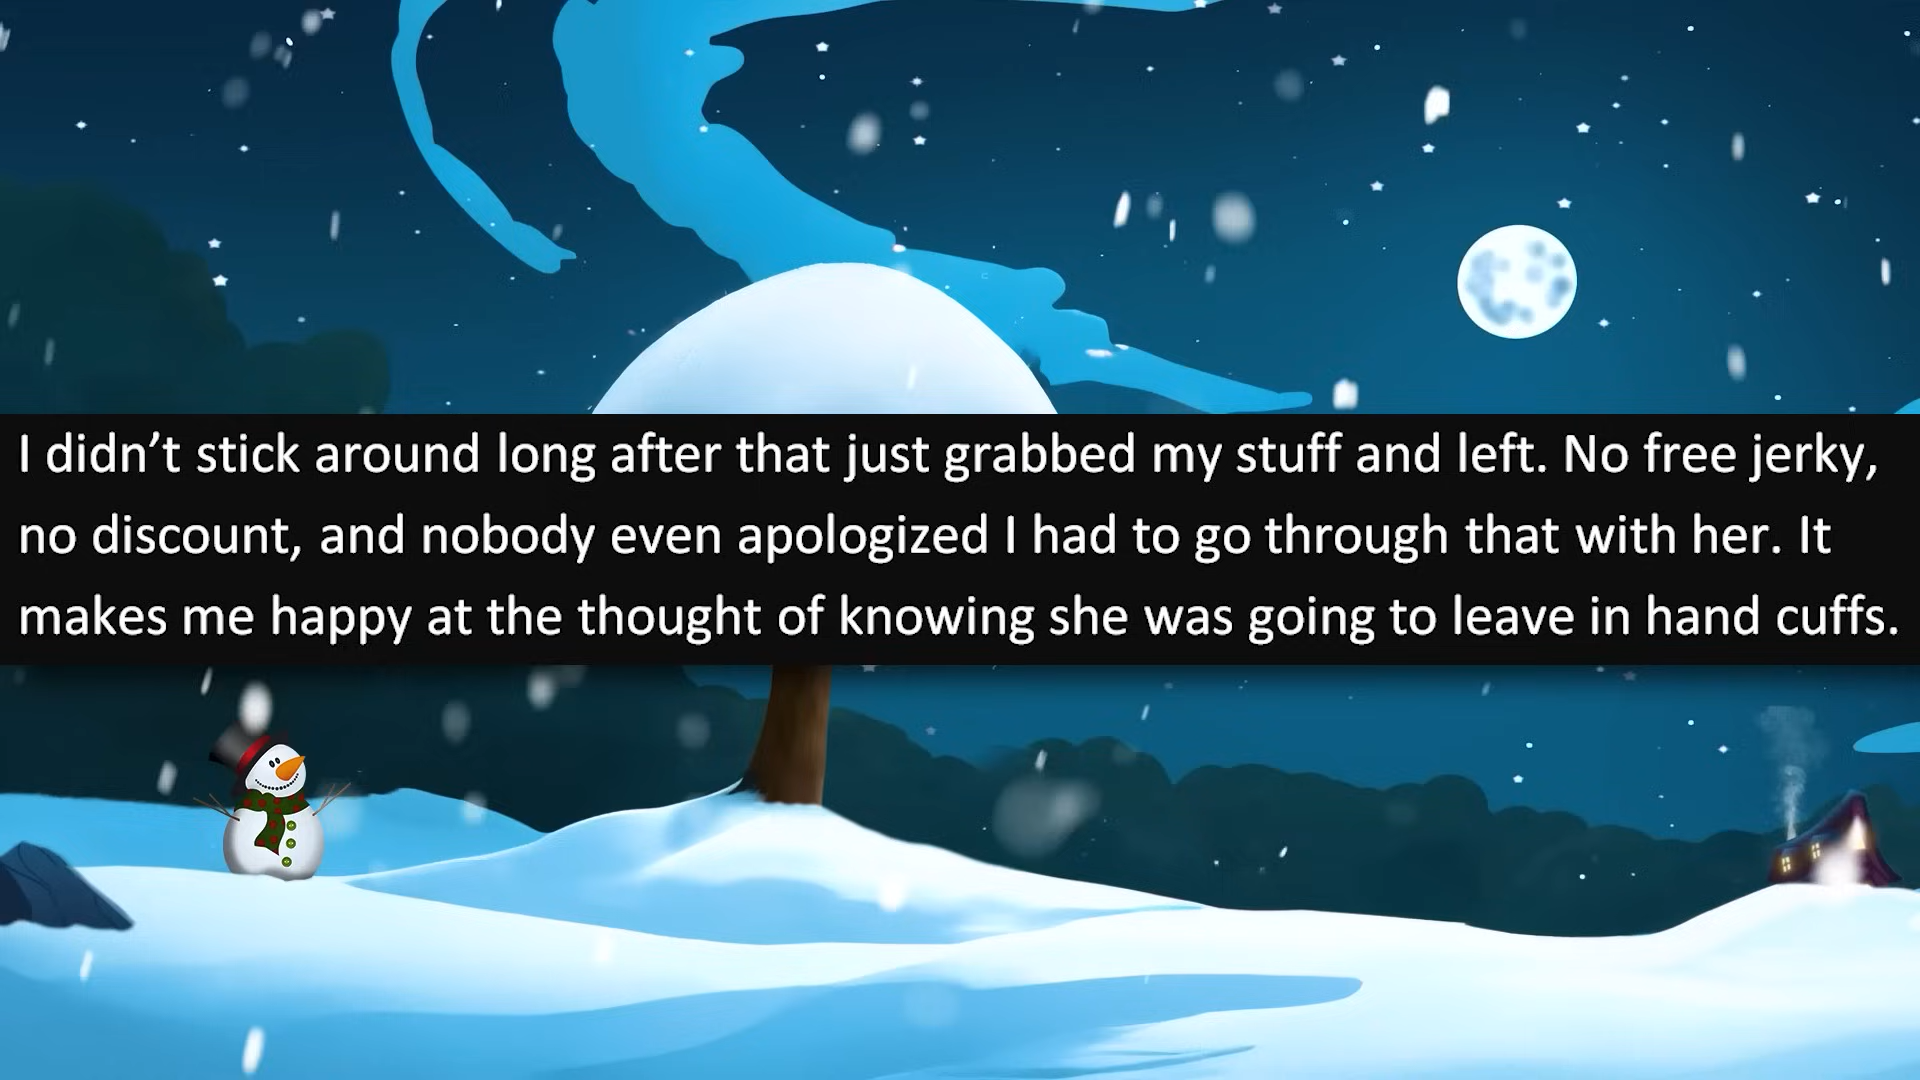 I didn’t stick around long after that just grabbed my stuff and left. No free jerky,
no discount, and nobody even apologized I had to go through that with her. It
makes me happy at the thought of knowing she was going to leave in hand cuffs.